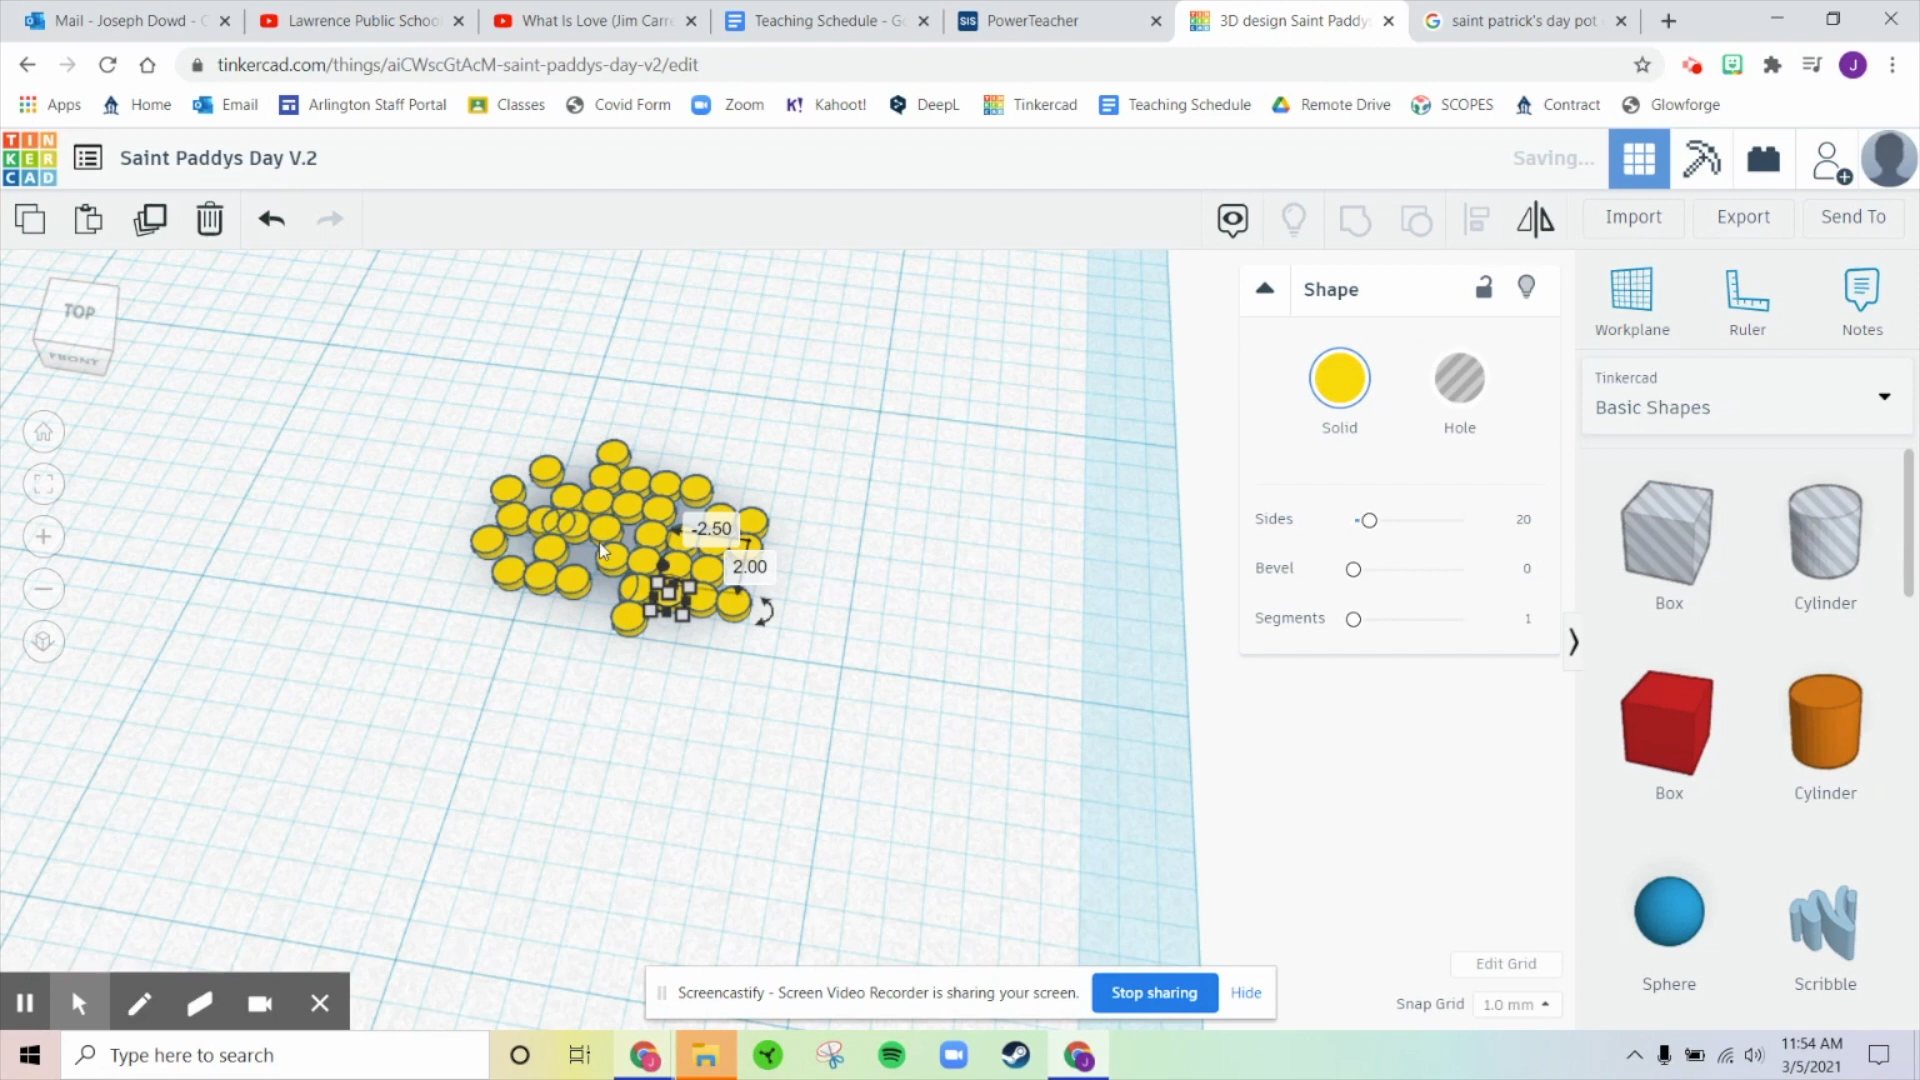 Mail - Joseph Dowd - O
Lawrence Public Schoo
What Is Love (Jim Carre
Teaching Schedule - Go
SIS PowerTeacher
3D design Saint Paddy
saint patrick's day pot
tinkercad.com/things/aiCWscGtAcM-saint-paddys-day-v2/edit
J
Apps Home Email Arlington Staff Portal Classes Covid Form Zoom K! Kahoot! DeepL Tinkercad Teaching Schedule Remote Drive SCOPES Contract Glowforge
TIN
KER
CAD
Saint Paddys Day V.2
Saving...
Import Export Send To
TOP
FRONT
Shape
Solid Hole
Sides 20
Bevel 0
Segments 1
-2.50
2.00
Workplane Ruler Notes
Tinkercad
Basic Shapes
Box Cylinder
Box Cylinder
Sphere Scribble
Edit Grid
Snap Grid 1.0 mm
Screencastify - Screen Video Recorder is sharing your screen. Stop sharing Hide
Type here to search
11:54 AM
3/5/2021